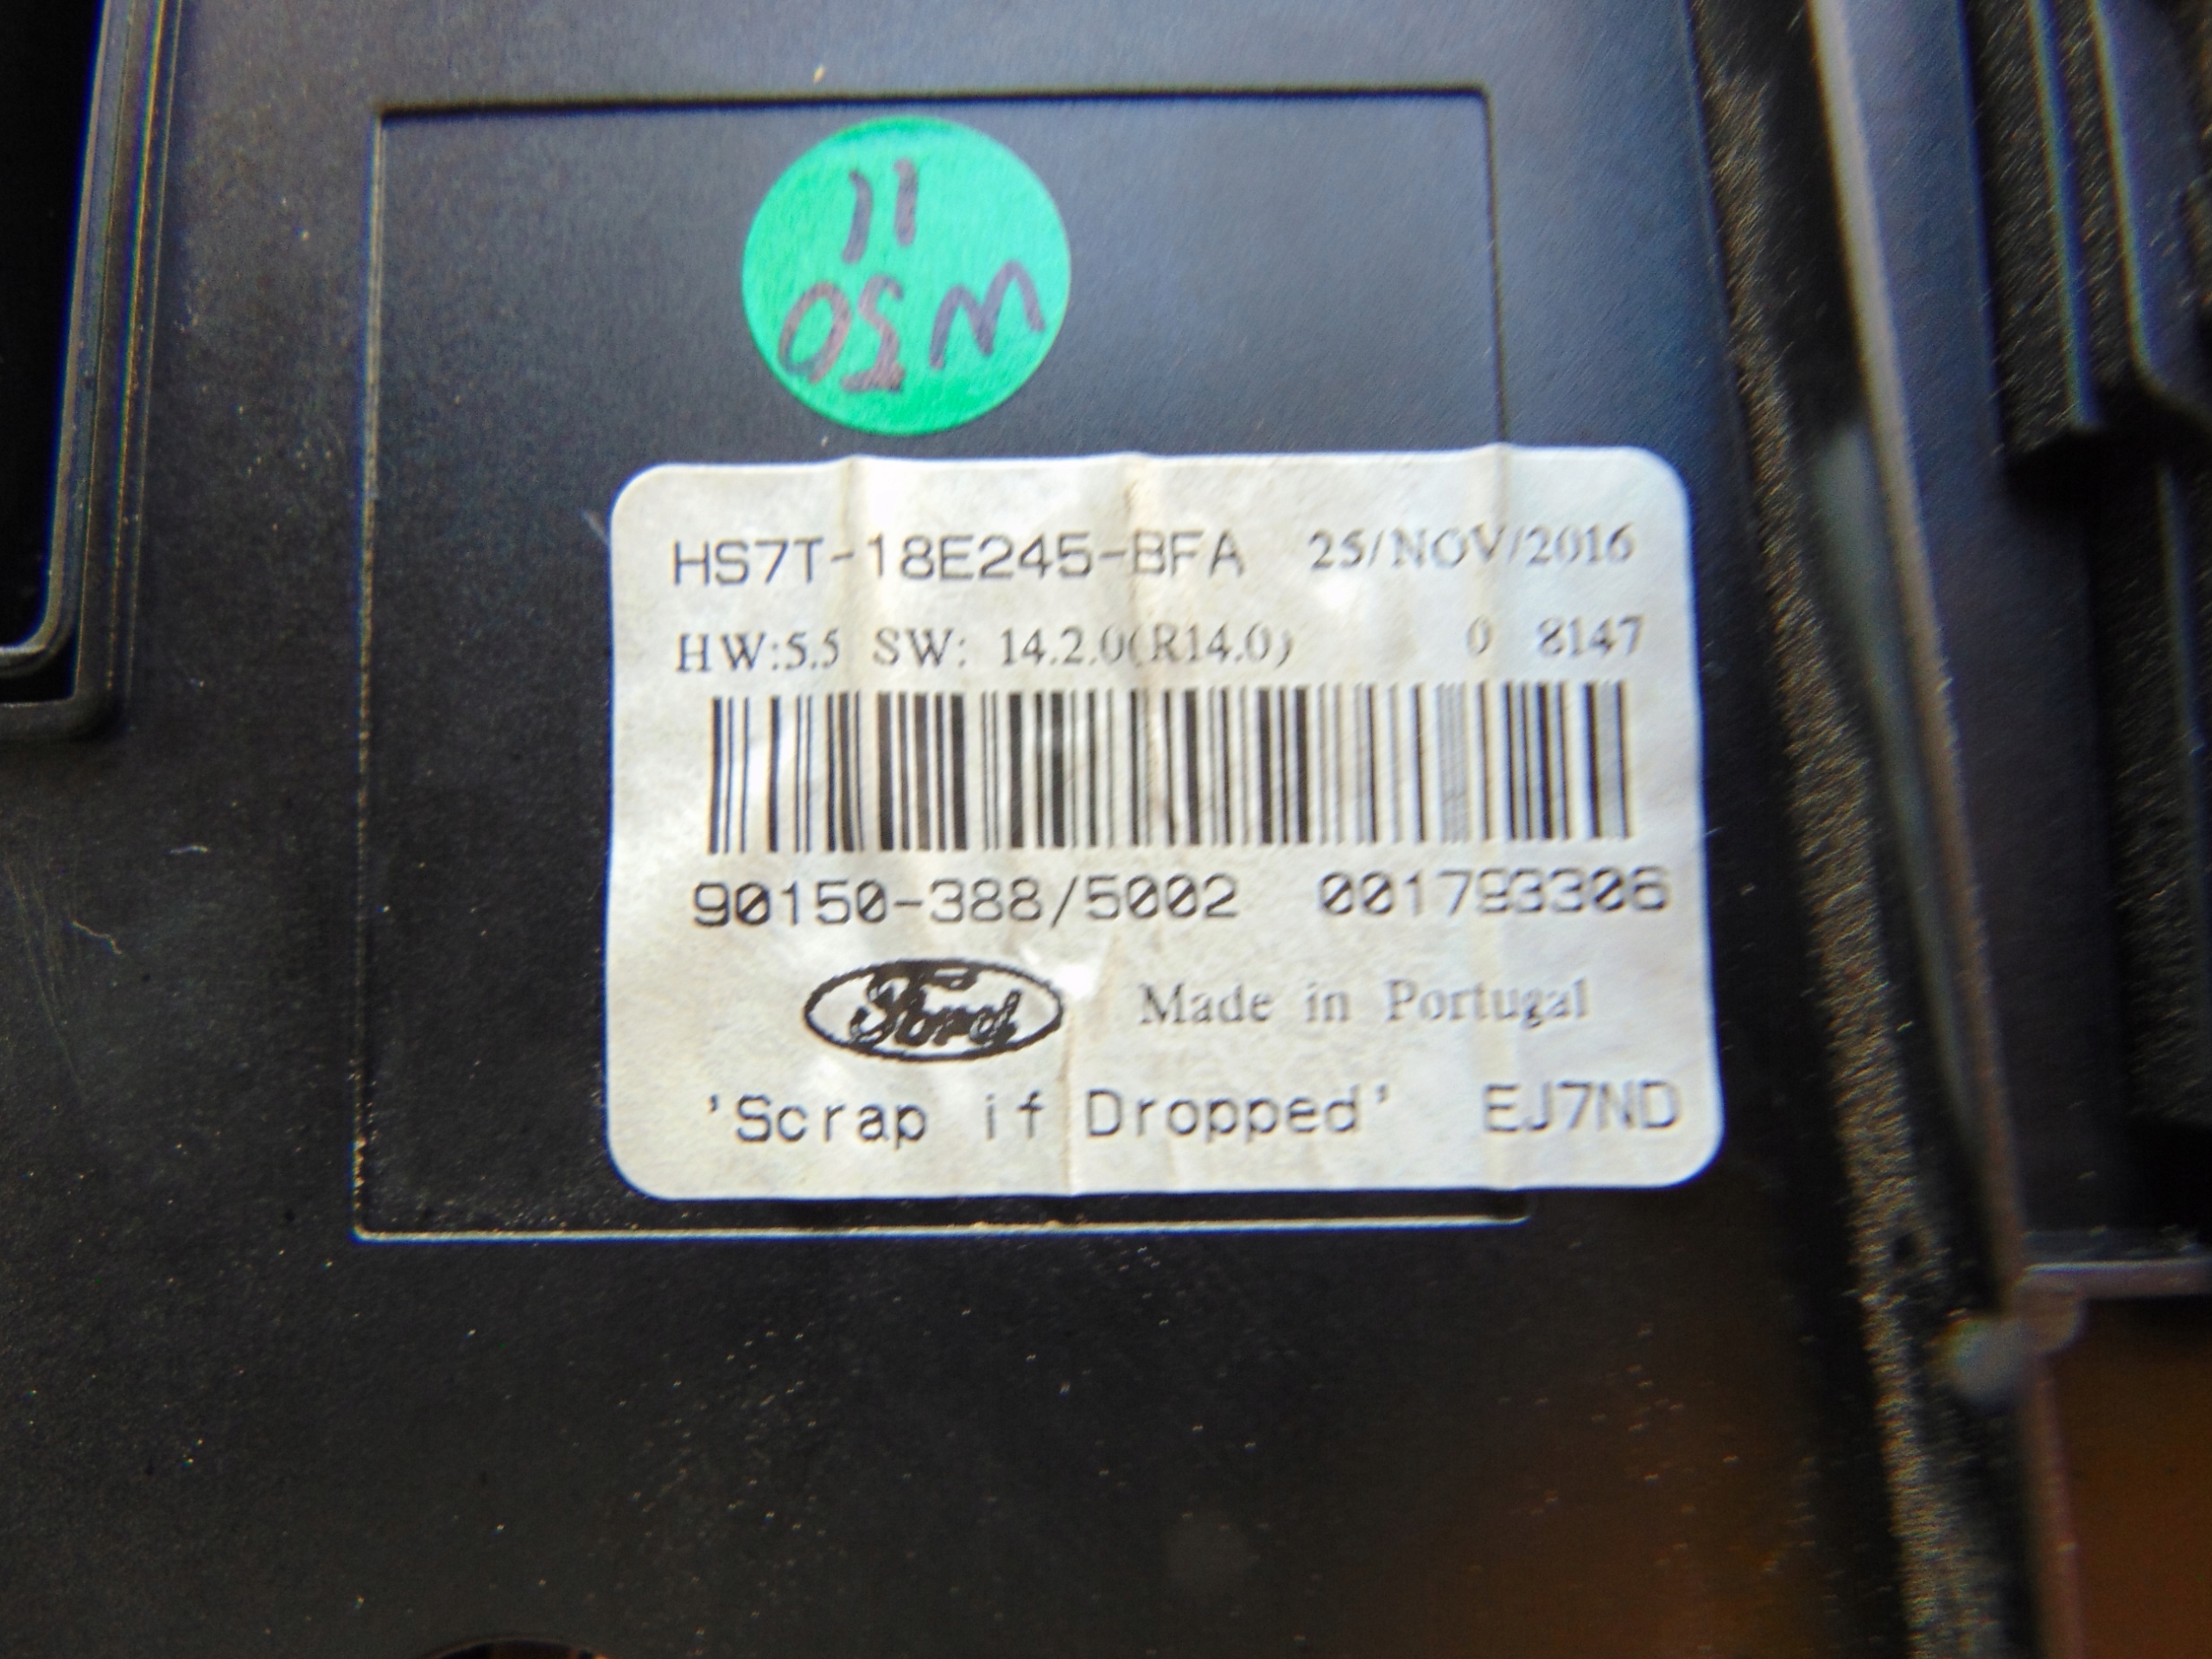 11
OSM
HS7T-18E245-BFA 25/NOV/2016
HW:5.5 SW: 14.2.0(R14.0) 0 8147
90150-388/5002 001793306
Ford Made in Portugal
'Scrap if Dropped' EJ7ND